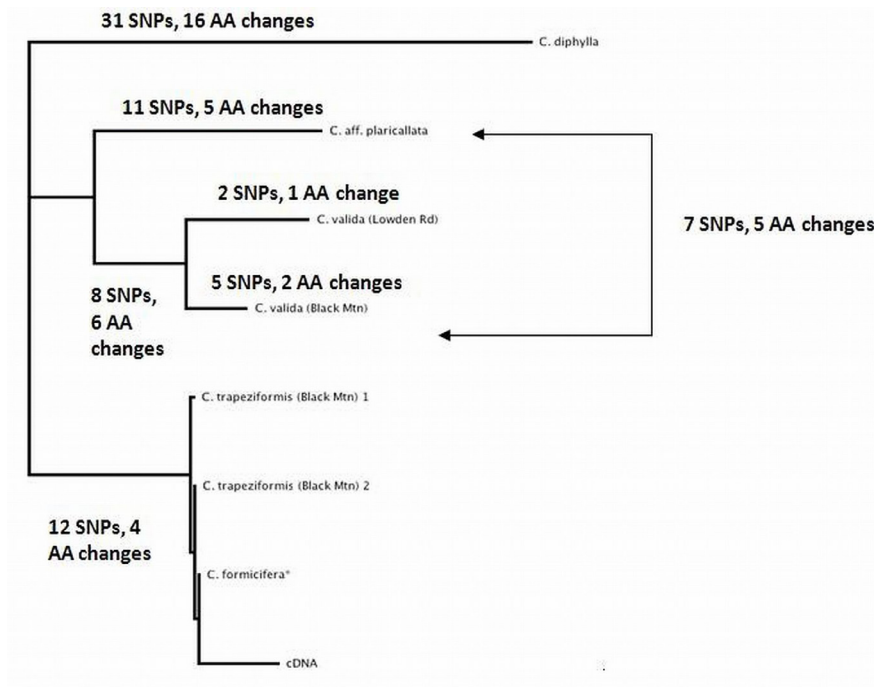 31 SNPs, 16 AA changes
C. diphylla
11 SNPs, 5 AA changes
C. aff. plaricallata
2 SNPs, 1 AA change
C. valida (Lowden Rd)
7 SNPs, 5 AA changes
5 SNPs, 2 AA changes
C. valida (Black Mtn)
8 SNPs,
6 AA
changes
C. trapeziformis (Black Mtn) 1
C. trapeziformis (Black Mtn) 2
12 SNPs, 4
AA changes
C. formicifera*
cDNA